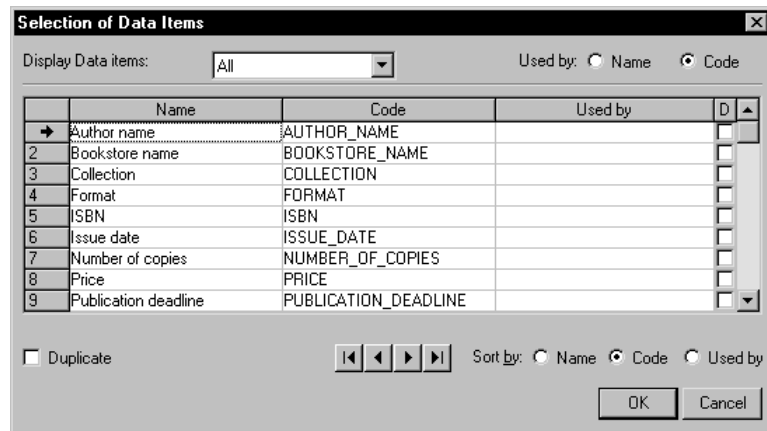 Selection of Data Items
Display Data items: All Used by: Name Code
Name Code Used by D
Author name AUTHOR_NAME
2 Bookstore name BOOKSTORE_NAME
3 Collection COLLECTION
4 Format FORMAT
5 ISBN ISBN
6 Issue date ISSUE_DATE
7 Number of copies NUMBER_OF_COPIES
8 Price PRICE
9 Publication deadline PUBLICATION_DEADLINE
Duplicate Sort by: Name Code Used by
OK Cancel